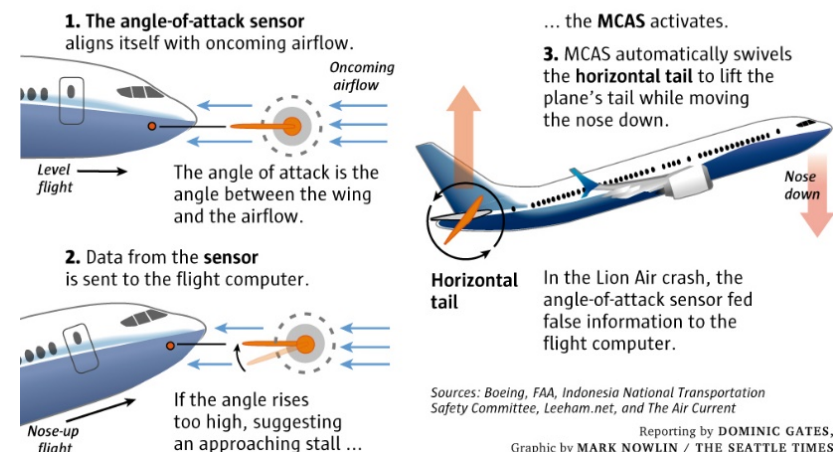 1. The angle-of-attack sensor
aligns itself with oncoming airflow.
Oncoming
airflow
Level
flight
The angle of attack is the
angle between the wing
and the airflow.
2. Data from the sensor
is sent to the flight computer.
Nose-up
flight
If the angle rises
too high, suggesting
an approaching stall ...
... the MCAS activates.
3. MCAS automatically swivels
the horizontal tail to lift the
plane's tail while moving
the nose down.
Nose
down
Horizontal
tail
In the Lion Air crash, the
angle-of-attack sensor fed
false information to the
flight computer.
Sources: Boeing, FAA, Indonesia National Transportation
Safety Committee, Leeham.net, and The Air Current
Reporting by DOMINIC GATES,
Graphic by MARK NOWLIN / THE SEATTLE TIMES